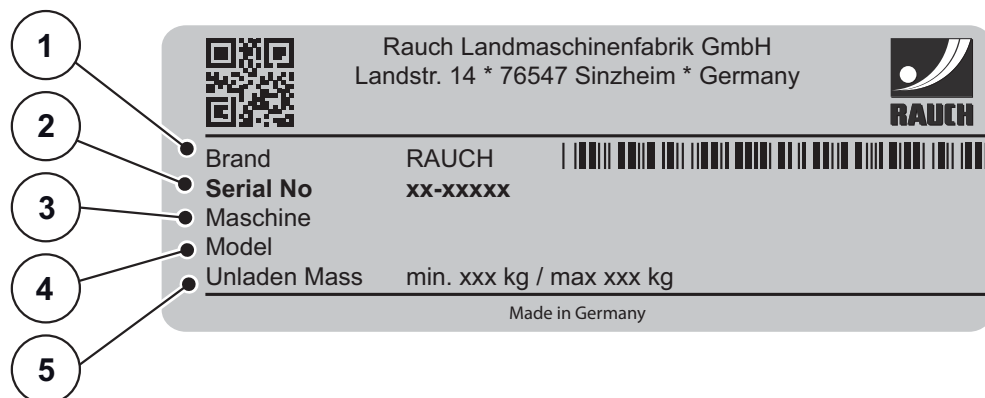 1
2
3
4
5
Rauch Landmaschinenfabrik GmbH
Landstr. 14 * 76547 Sinzheim * Germany
RAUCH
Brand RAUCH
Serial No xx-xxxxx
Maschine
Model
Unladen Mass min. xxx kg / max xxx kg
Made in Germany